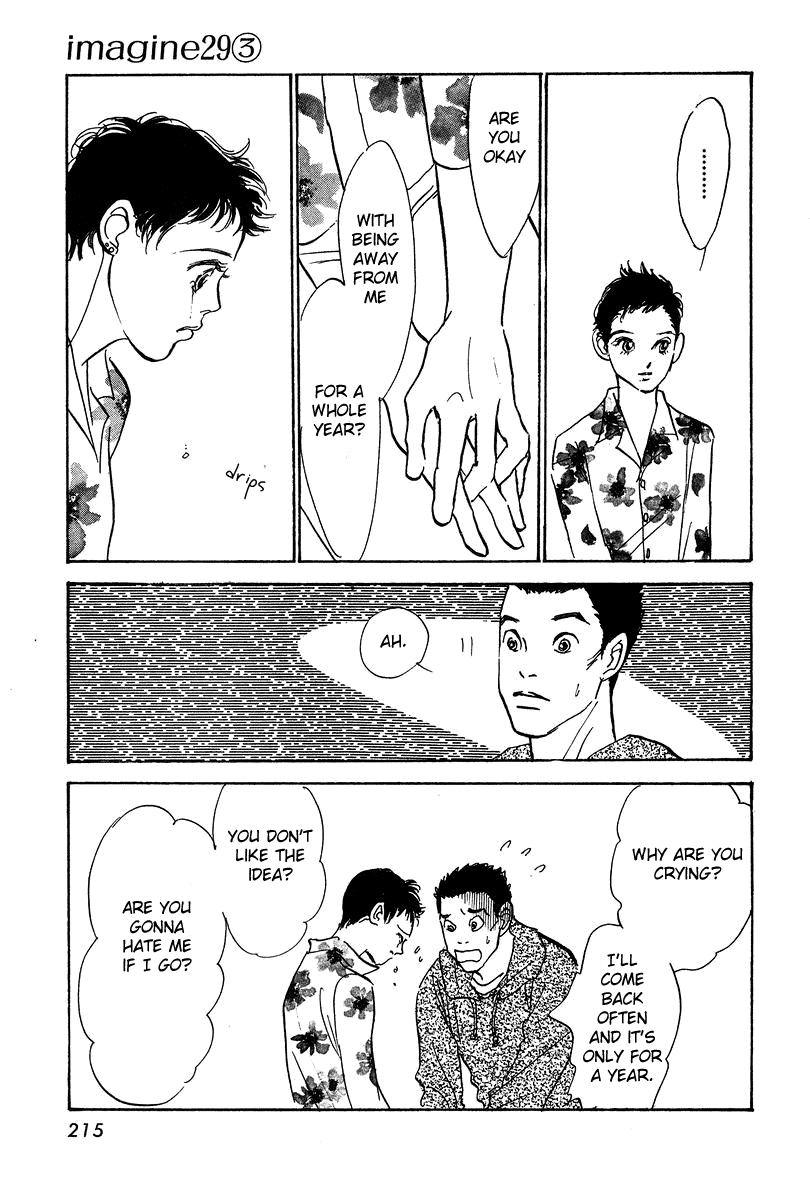 imagine29③
………
ARE
YOU
OKAY
WITH
BEING
AWAY
FROM
ME
FOR A
WHOLE
YEAR?
drips
AH.
WHY ARE YOU
CRYING?
I'LL
COME
BACK
OFTEN
AND IT'S
ONLY FOR
A YEAR.
YOU DON'T
LIKE THE
IDEA?
ARE YOU
GONNA
HATE ME
IF I GO?
215